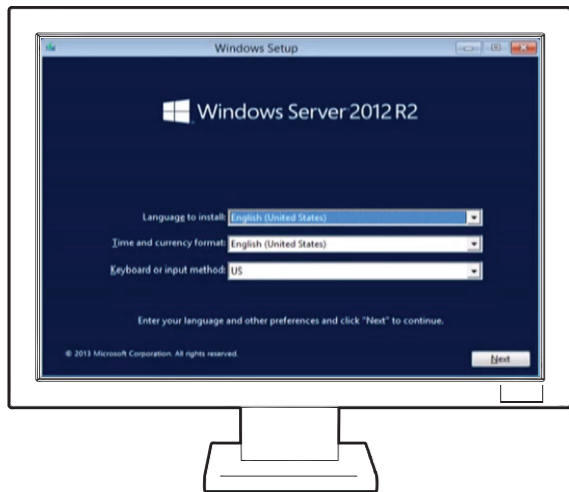 Windows Setup
Windows Server 2012 R2
Language to install: English (United States)
Time and currency format: English (United States)
Keyboard or input method: US
Enter your language and other preferences and click "Next" to continue.
© 2013 Microsoft Corporation. All rights reserved.
Next